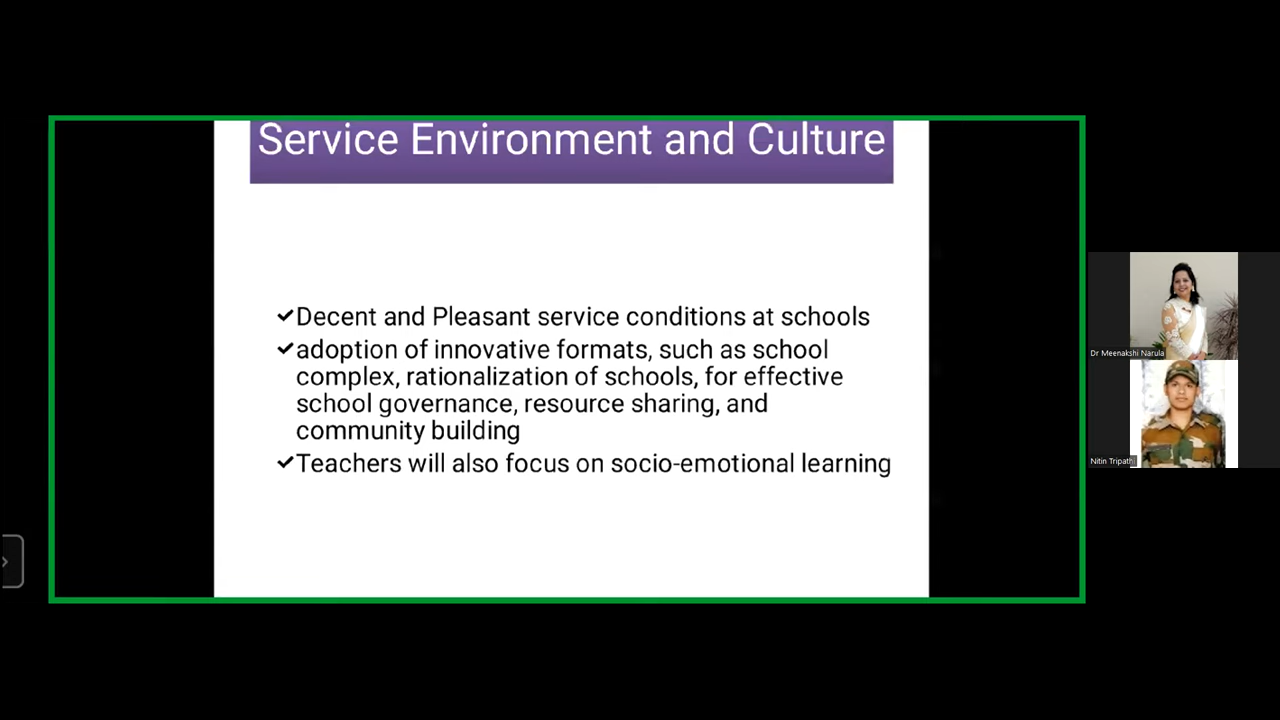 Service Environment and Culture
✔Decent and Pleasant service conditions at schools
✔adoption of innovative formats, such as school
complex, rationalization of schools, for effective
school governance, resource sharing, and
community building
✔Teachers will also focus on socio-emotional learning
Dr Meenakshi Narula
Nitin Tripathi